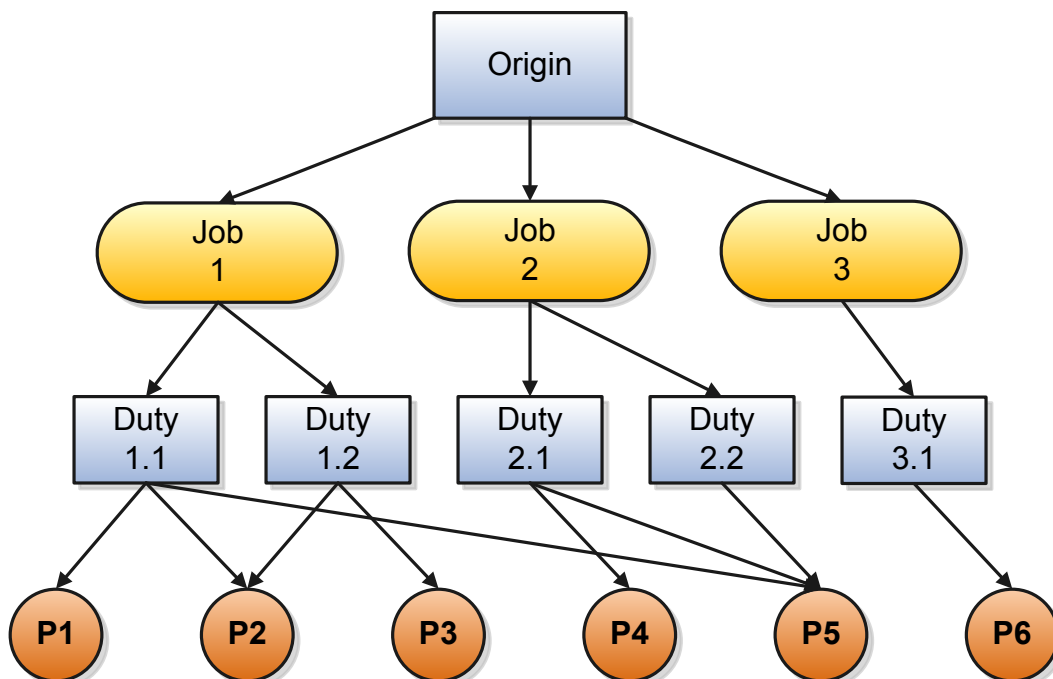 Origin
Job
1
Job
2
Job
3
Duty
1.1
Duty
1.2
Duty
2.1
Duty
2.2
Duty
3.1
P1
P2
P3
P4
P5
P6